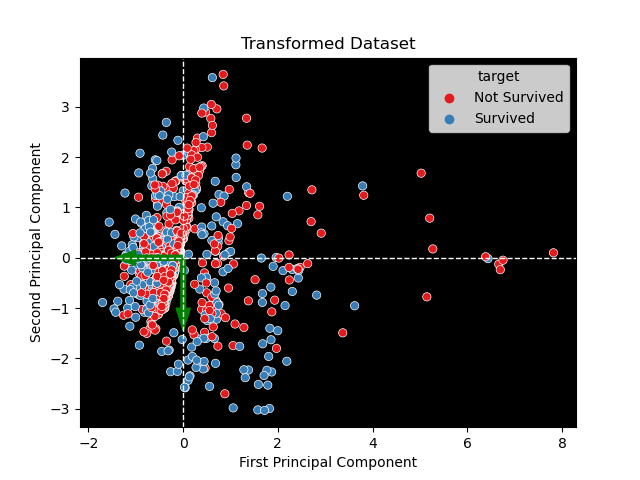 Transformed Dataset
target
Not Survived
Survived
Second Principal Component
3
2
1
0
−1
−2
−3
−2
0
2
4
6
8
First Principal Component